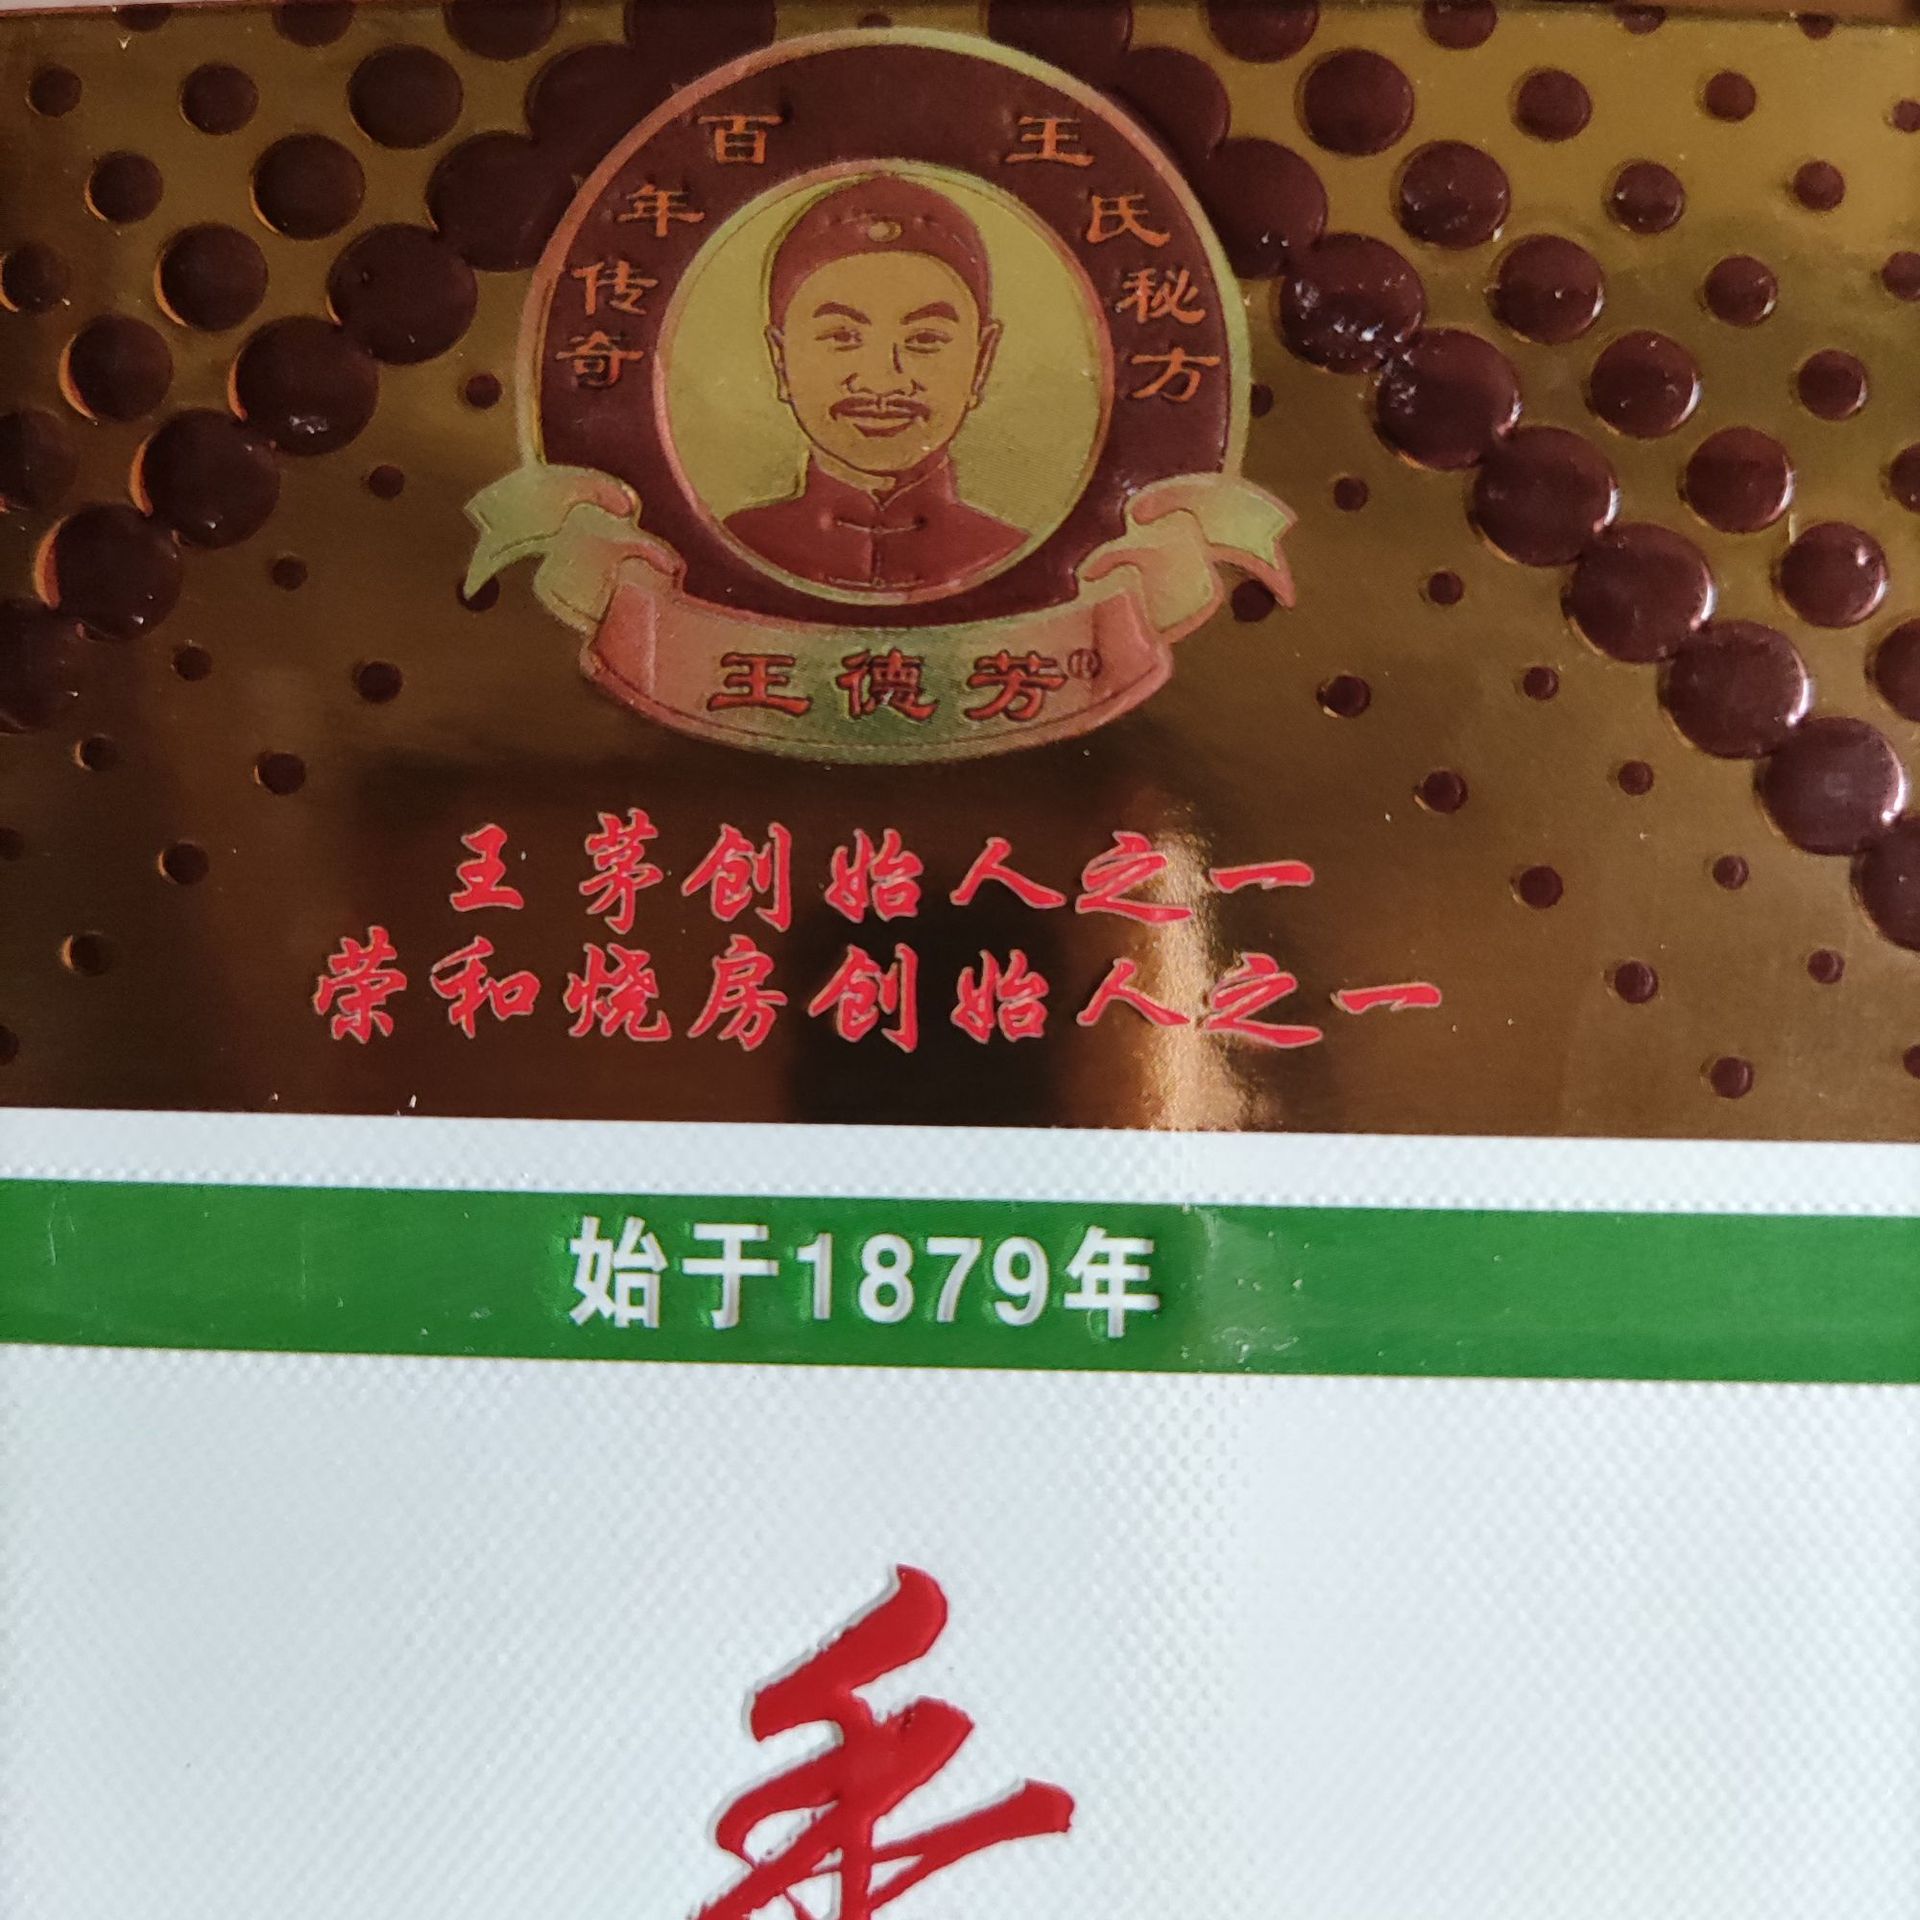 百年传奇
王氏秘方
王德芳®
王茅创始人之一
荣和烧房创始人之一
始于1879年